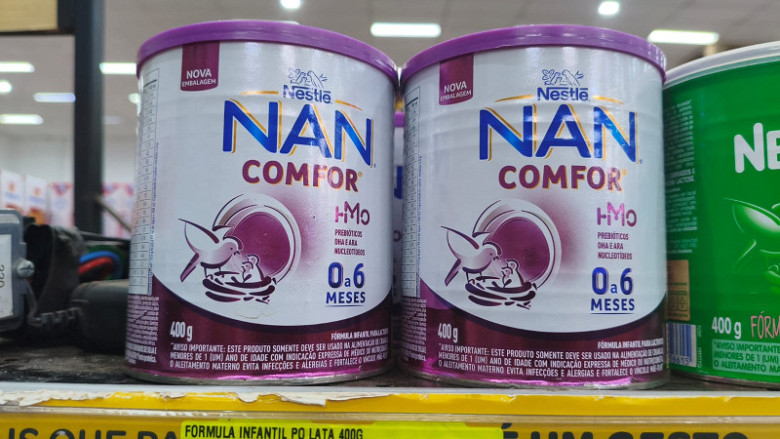 NOVA
EMBALAGEM
Nestlé
NAN
COMFOR
HMO
PREBIÓTICOS
DHA E ARA
NUCLEOTÍDEOS
0 a 6
MESES
400 g
FÓRMULA INFANTIL PARA LACTENTES
"AVISO IMPORTANTE: ESTE PRODUTO SOMENTE DEVE SER USADO NA ALIMENTAÇÃO DE CRIANÇAS
MENORES DE 1 (UM) ANO DE IDADE COM INDICAÇÃO EXPRESSA DE MÉDICO OU NUTRICIONISTA.
O ALEITAMENTO MATERNO EVITA INFECÇÕES E ALERGIAS E FORTALECE O VÍNCULO MÃE-FILHO
NOVA
EMBALAGEM
Nestlé
NAN
COMFOR
HMO
PREBIÓTICOS
DHA E ARA
NUCLEOTÍDEOS
0 a 6
MESES
400 g
FÓRMULA INFANTIL PARA LACTENTES
"AVISO IMPORTANTE: ESTE PRODUTO SOMENTE DEVE SER USADO NA ALIMENTAÇÃO DE CRIANÇAS
MENORES DE 1 (UM) ANO DE IDADE COM INDICAÇÃO EXPRESSA DE MÉDICO OU NUTRICIONISTA.
O ALEITAMENTO MATERNO EVITA INFECÇÕES E ALERGIAS E FORTALECE O VÍNCULO MÃE-FILHO
NES
400 g
FÓRM
"AVISO IMPORTANTE:
MENORES DE 1 (UM)
O ALEITAMENTO MATE
FORMULA INFANTIL PO LATA 400G
É UM GESTO